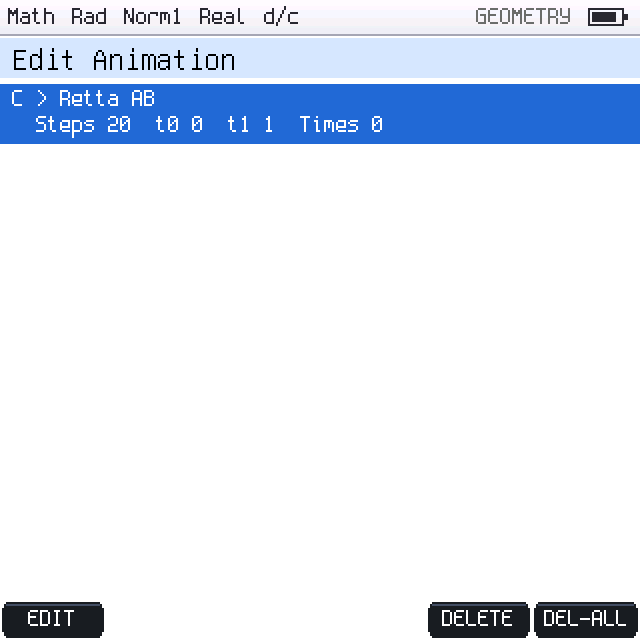 Math Rad Norm1 Real d/c GEOMETRY
Edit Animation
C > Retta AB
Steps 20 t0 0 t1 1 Times 0
EDIT DELETE DEL-ALL